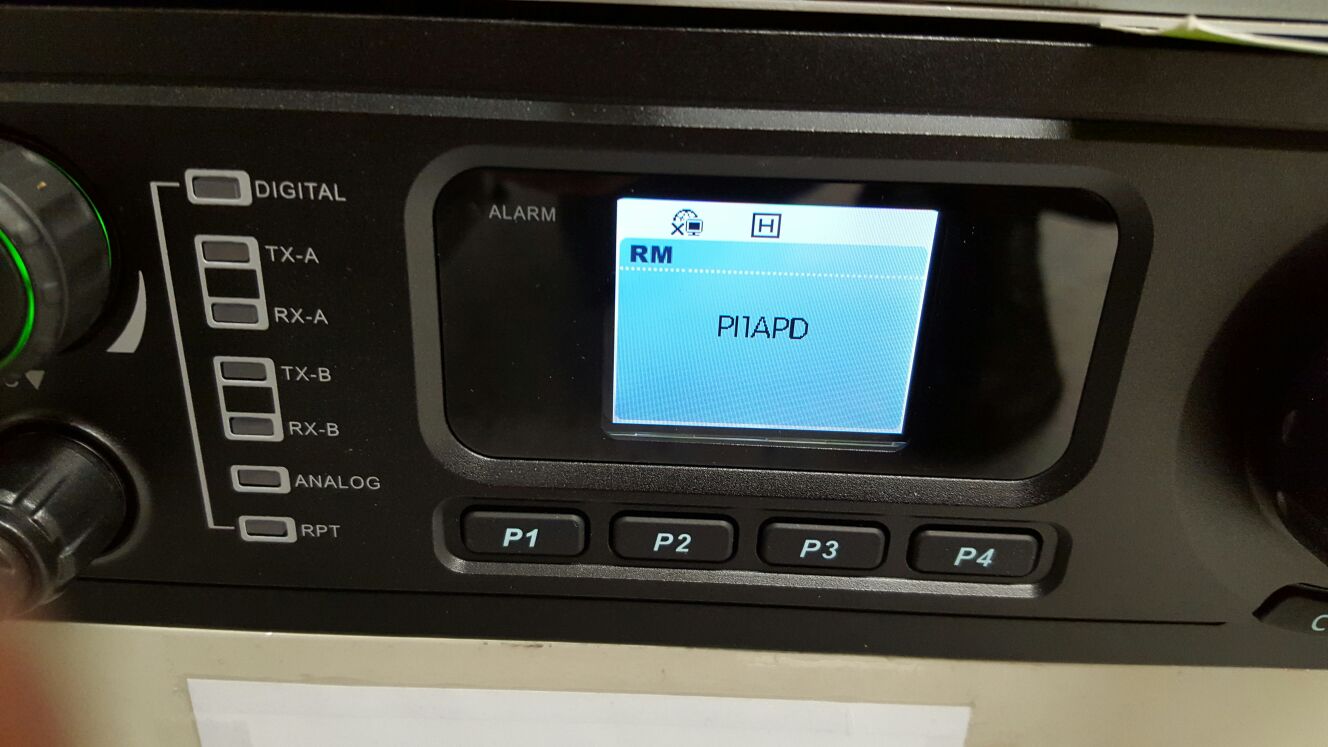 DIGITAL
TX-A
RX-A
TX-B
RX-B
ANALOG
RPT
ALARM
H
RM
PI1APD
P1
P2
P3
P4